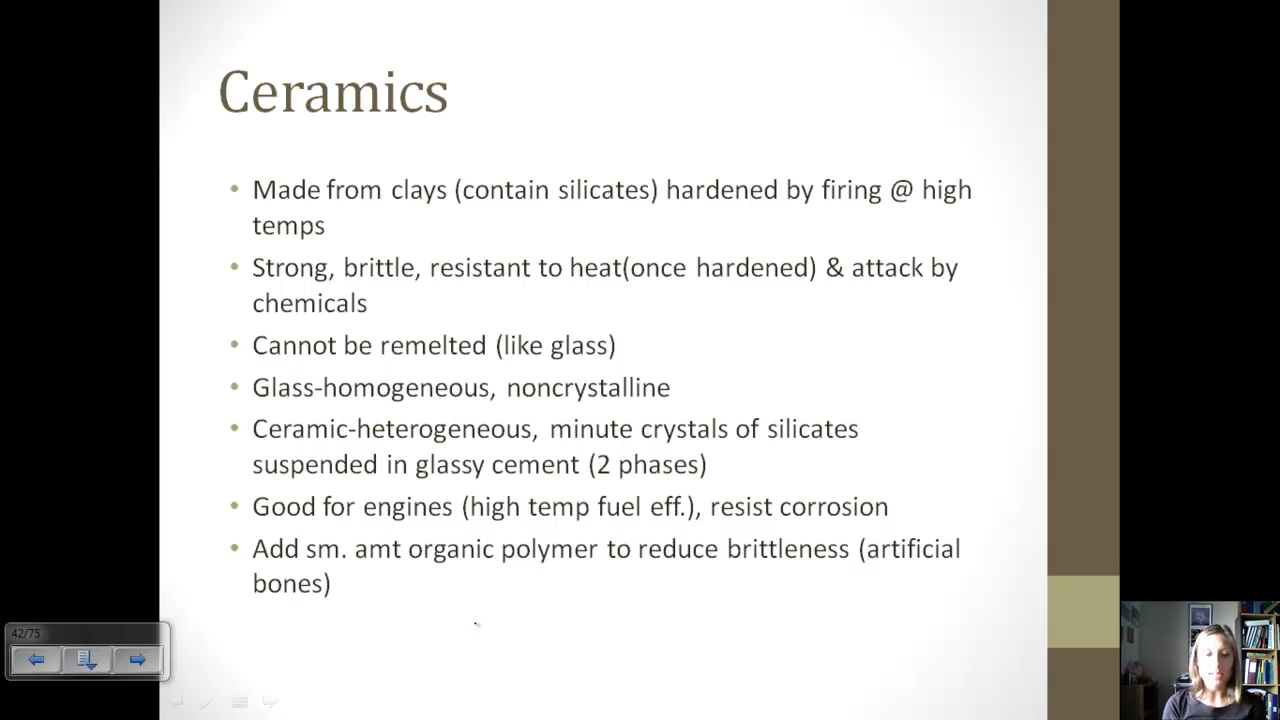 Ceramics
• Made from clays (contain silicates) hardened by firing @ high
temps
• Strong, brittle, resistant to heat(once hardened) & attack by
chemicals
• Cannot be remelted (like glass)
• Glass-homogeneous, noncrystalline
• Ceramic-heterogeneous, minute crystals of silicates
suspended in glassy cement (2 phases)
• Good for engines (high temp fuel eff.), resist corrosion
• Add sm. amt organic polymer to reduce brittleness (artificial
bones)
42/75